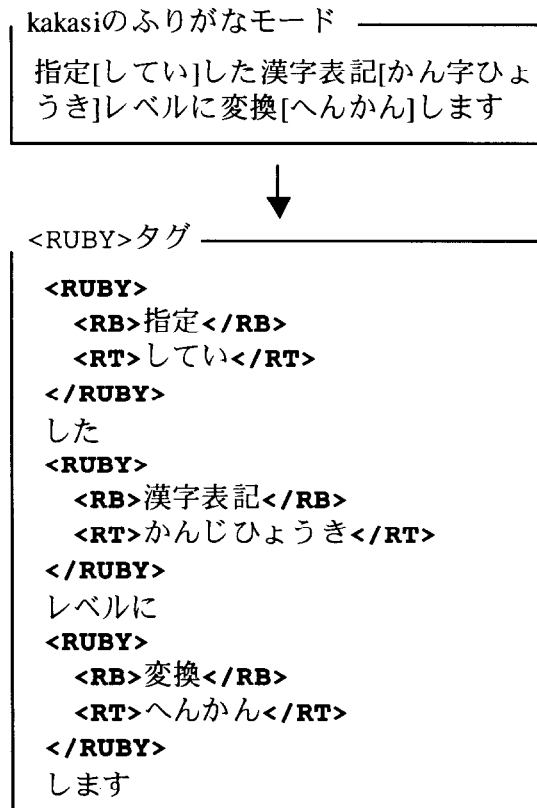 kakasiのふりがなモード
指定[してい]した漢字表記[かん字ひょ
うき]レベルに変換[へんかん]します
<RUBY>タグ
<RUBY>
<RB>指定</RB>
<RT>してい</RT>
</RUBY>
した
<RUBY>
<RB>漢字表記</RB>
<RT>かんじひょうき</RT>
</RUBY>
レベルに
<RUBY>
<RB>変換</RB>
<RT>へんかん</RT>
</RUBY>
します